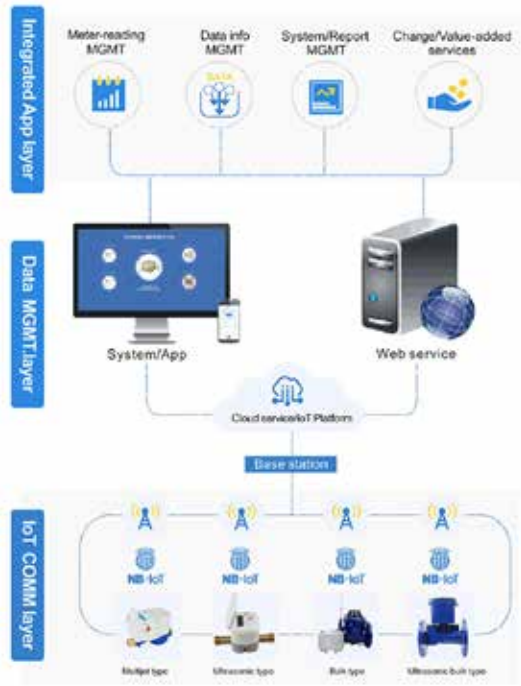 Integrated App layer
Meter-reading
MGMT
Data info
MGMT
System/Report
MGMT
Charge/Value-added
services
DATA
Data MGMT.layer
System/App
Web service
Cloud service/IoT Platform
Base station
IoT COMM layer
NB-IoT
NB-IoT
NB-IoT
NB-IoT
Multijet type
Ultrasonic type
Bulk type
Ultrasonic bulk type